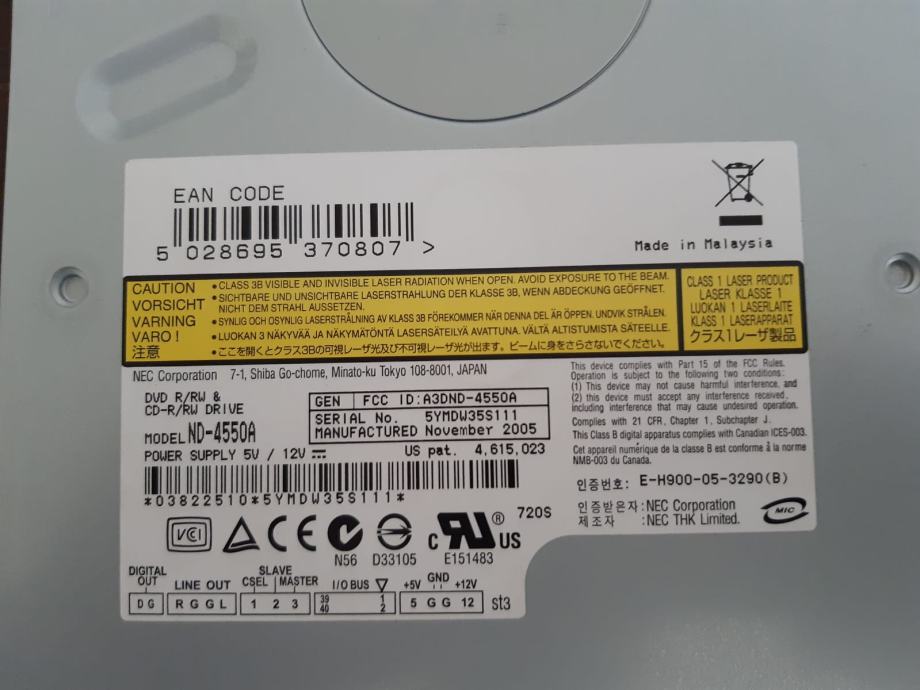 EAN CODE
5 028695 370807 >
Made in Malaysia
CAUTION
VORSICHT
VARNING
VARO !
注意
• CLASS 3B VISIBLE AND INVISIBLE LASER RADIATION WHEN OPEN. AVOID EXPOSURE TO THE BEAM.
• SICHTBARE UND UNSICHTBARE LASERSTRAHLUNG DER KLASSE 3B, WENN ABDECKUNG GEÖFFNET.
NICHT DEM STRAHL AUSSETZEN.
• SYNLIG OCH OSYNLIG LASERSTRÅLNING AV KLASS 3B FÖREKOMMER NÄR DENNA DEL ÄR ÖPPEN. UNDVIK STRÅLEN.
• LUOKAN 3 NÄKYVÄÄ JA NÄKYMÄTÖNTÄ LASERSÄTEILYÄ AVATTUNA. VÄLTÄ ALTISTUMISTA SÄTEELLE.
• ここを開くとクラス3Bの可視レーザ光及び不可視レーザ光が出ます。ビームに身をさらさないでください。
CLASS 1 LASER PRODUCT
LASER KLASSE 1
LUOKAN 1 LASERLAITE
KLASS 1 LASERAPPARAT
クラス1レーザ製品
NEC Corporation 7-1, Shiba Go-chome, Minato-ku Tokyo 108-8001, JAPAN
DVD R/RW &
CD-R/RW DRIVE
MODEL ND-4550A
POWER SUPPLY 5V / 12V
GEN FCC ID:A3DND-4550A
SERIAL No. 5YMDW35S111
MANUFACTURED November 2005
US pat. 4,615,023
*03822510*5YMDW35S111*
This device complies with Part 15 of the FCC Rules.
Operation is subject to the following two conditions:
(1) This device may not cause harmful interference, and
(2) this device must accept any interference received,
including interference that may cause undesired operation.
Complies with 21 CFR, Chapter 1, Subchapter J.
This Class B digital apparatus complies with Canadian ICES-003.
Cet appareil numérique de la classe B est conforme à la norme
NMB-003 du Canada.
인증번호: E-H900-05-3290(B)
인증받은자: NEC Corporation
제조자 : NEC THK Limited.
MIC
VCI
CE
N56
D33105
c RU ® US
E151483
720S
DIGITAL OUT
LINE OUT
SLAVE
CSEL MASTER
I/O BUS
+5V GND +12V
D G
R G G L
1 2 3
39 1
40 2
5 G G 12
st3